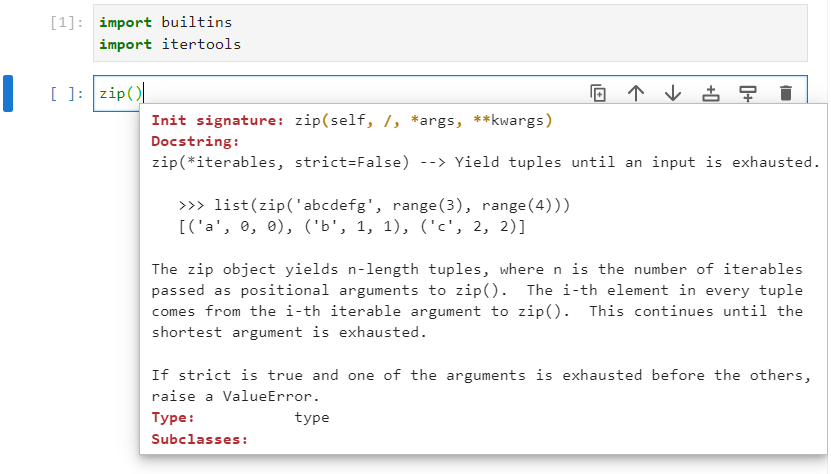 [1]: import builtins
import itertools
[ ]: zip()
Init signature: zip(self, /, *args, **kwargs)
Docstring:
zip(*iterables, strict=False) --> Yield tuples until an input is exhausted.
>>> list(zip('abcdefg', range(3), range(4)))
[('a', 0, 0), ('b', 1, 1), ('c', 2, 2)]
The zip object yields n-length tuples, where n is the number of iterables
passed as positional arguments to zip().  The i-th element in every tuple
comes from the i-th iterable argument to zip().  This continues until the
shortest argument is exhausted.
If strict is true and one of the arguments is exhausted before the others,
raise a ValueError.
Type:           type
Subclasses: